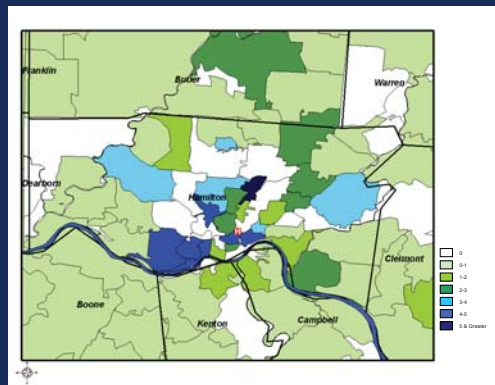 Franklin
Butler
Warren
Dearborn
Hamilton
Clermont
Boone
Kenton
Campbell
0
0-1
1-2
2-3
3-4
4-5
5 & Greater